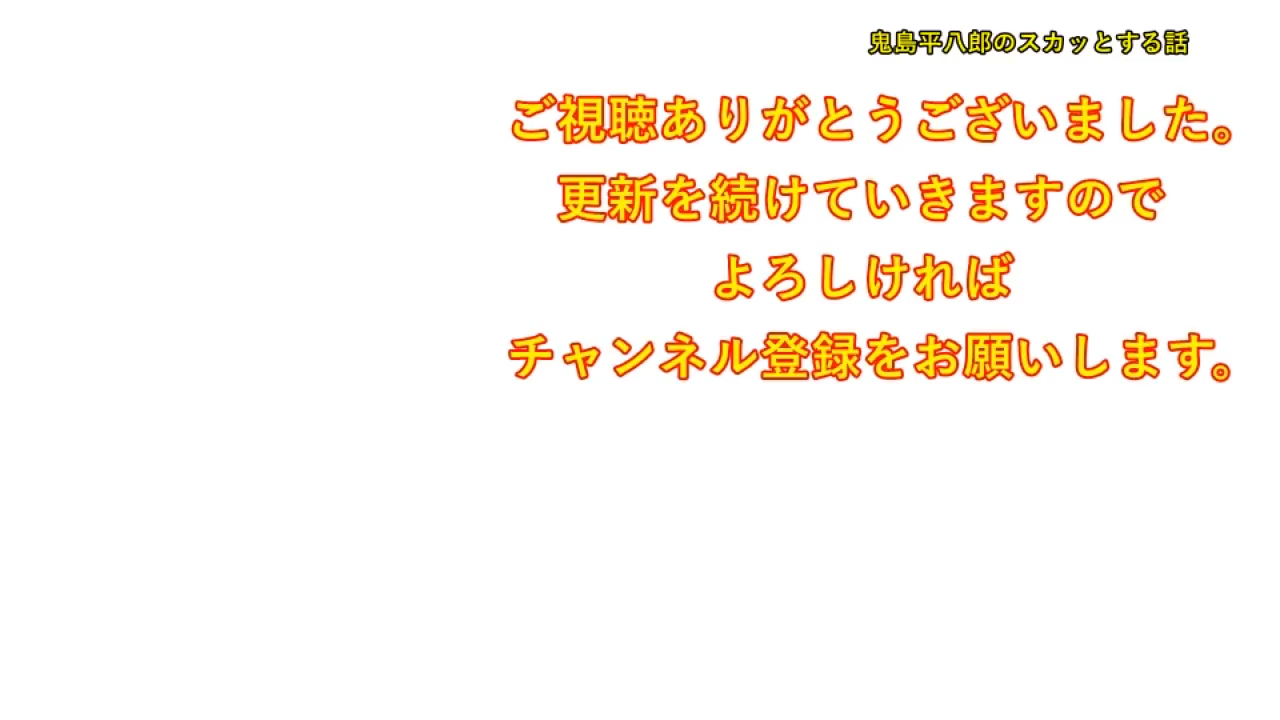 鬼島平八郎のスカッとする話
ご視聴ありがとうございました。
更新を続けていきますので
よろしければ
チャンネル登録をお願いします。